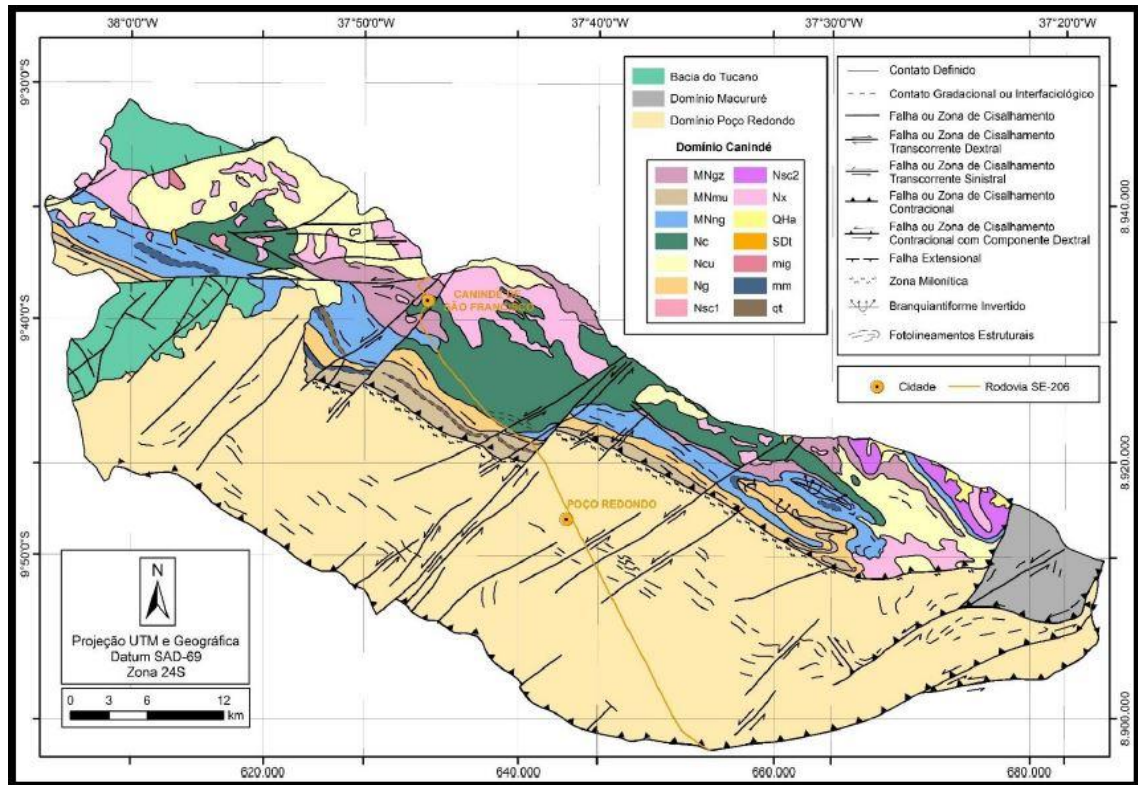 38°0'0"W
37°50'0"W
37°40'0"W
37°30'0"W
37°20'0"W
9°30'0"S
9°40'0"S
9°50'0"S
8.940.000
8.920.000
8.900.000
Bacia do Tucano
Domínio Macururé
Domínio Poço Redondo
Domínio Canindé
MNgz
MNmu
MNng
Nc
Ncu
Ng
Nsc1
Nsc2
Nx
QHa
SDt
mig
mm
qt
Contato Definido
Contato Gradacional ou Interfaciológico
Falha ou Zona de Cisalhamento
Falha ou Zona de Cisalhamento
Transcorrente Dextral
Falha ou Zona de Cisalhamento
Transcorrente Sinistral
Falha ou Zona de Cisalhamento
Contracional
Falha ou Zona de Cisalhamento
Contracional com Componente Dextral
Falha Extensional
Zona Milonítica
Branquiantiforme Invertido
Fotolineamentos Estruturais
Cidade
Rodovia SE-206
CANINDÉ DE
SÃO FRANCISCO
POÇO REDONDO
N
Projeção UTM e Geográfica
Datum SAD-69
Zona 24S
0 3 6 12
km
620.000
640.000
660.000
680.000